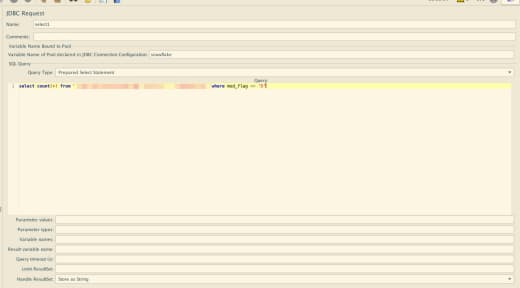 JDBC Request
Name: select1
Comments:
Variable Name Bound to Pool
Variable Name of Pool declared in JDBC Connection Configuration snowflake
SQL Query
Query Type: Prepared Select Statement
Query
1 select count(*) from where mod_flag
Parameter values:
Parameter types:
Variable names:
Result variable name:
Query timeout (s):
Limit ResultSet:
Handle ResultSet: Store as String